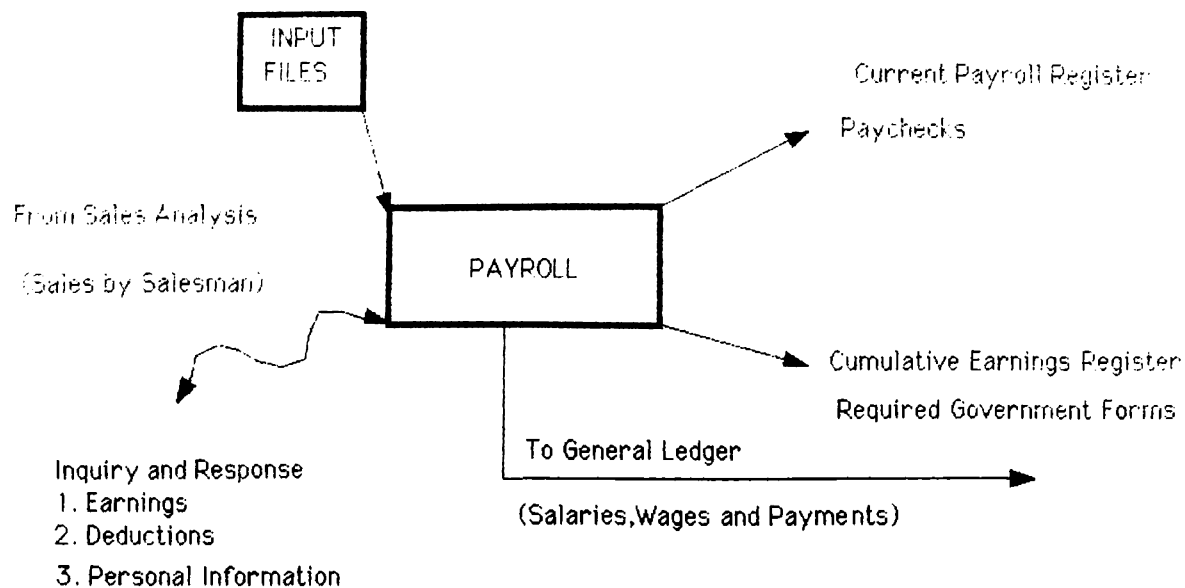 INPUT
FILES
Current Payroll Register
Paychecks
From Sales Analysis
(Sales by Salesman)
PAYROLL
Cumulative Earnings Register
Required Government Forms
To General Ledger
(Salaries,Wages and Payments)
Inquiry and Response
1. Earnings
2. Deductions
3. Personal Information